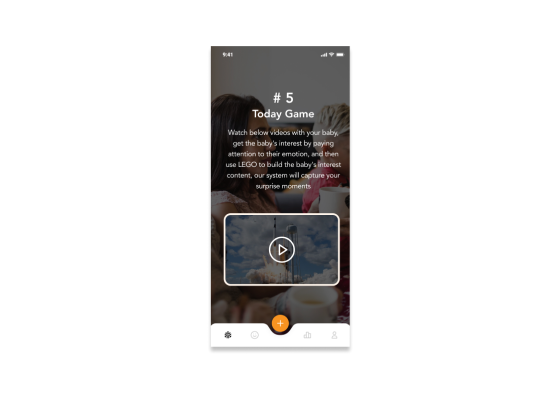 9:41
# 5
Today Game
Watch below videos with your baby,
get the baby's interest by paying
attention to their emotion, and then
use LEGO to build the baby's interest
content, our system will capture your
surprise moments